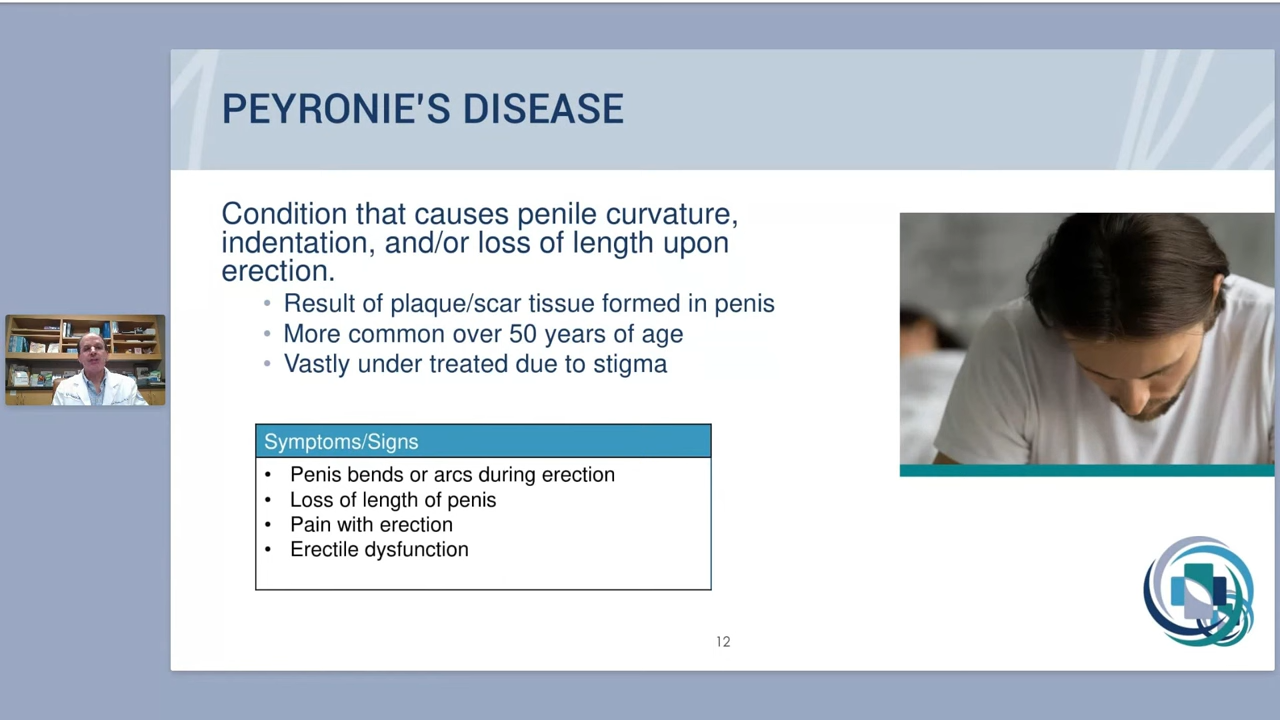 PEYRONIE'S DISEASE
Condition that causes penile curvature,
indentation, and/or loss of length upon
erection.
• Result of plaque/scar tissue formed in penis
• More common over 50 years of age
• Vastly under treated due to stigma
Symptoms/Signs
• Penis bends or arcs during erection
• Loss of length of penis
• Pain with erection
• Erectile dysfunction
12